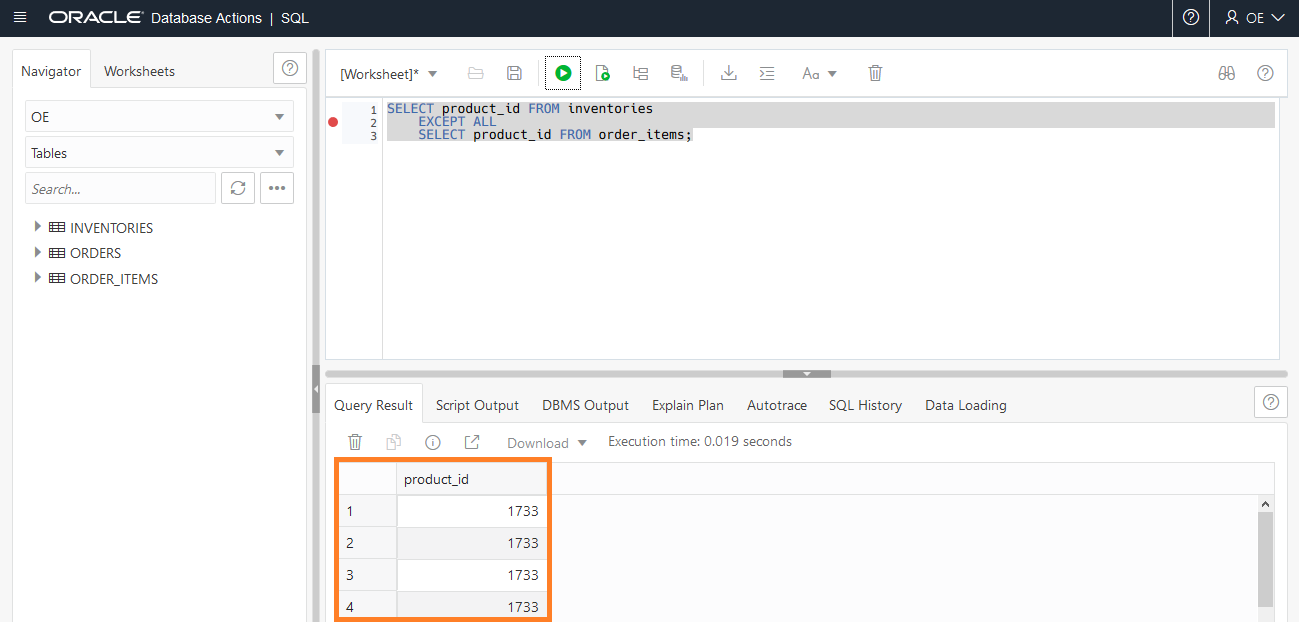 ORACLE Database Actions | SQL
OE
Navigator
Worksheets
OE
Tables
Search...
INVENTORIES
ORDERS
ORDER_ITEMS
[Worksheet]*
Aa
1 SELECT product_id FROM inventories
2 EXCEPT ALL
3 SELECT product_id FROM order_items;
Query Result
Script Output
DBMS Output
Explain Plan
Autotrace
SQL History
Data Loading
Download
Execution time: 0.019 seconds
product_id
1 1733
2 1733
3 1733
4 1733